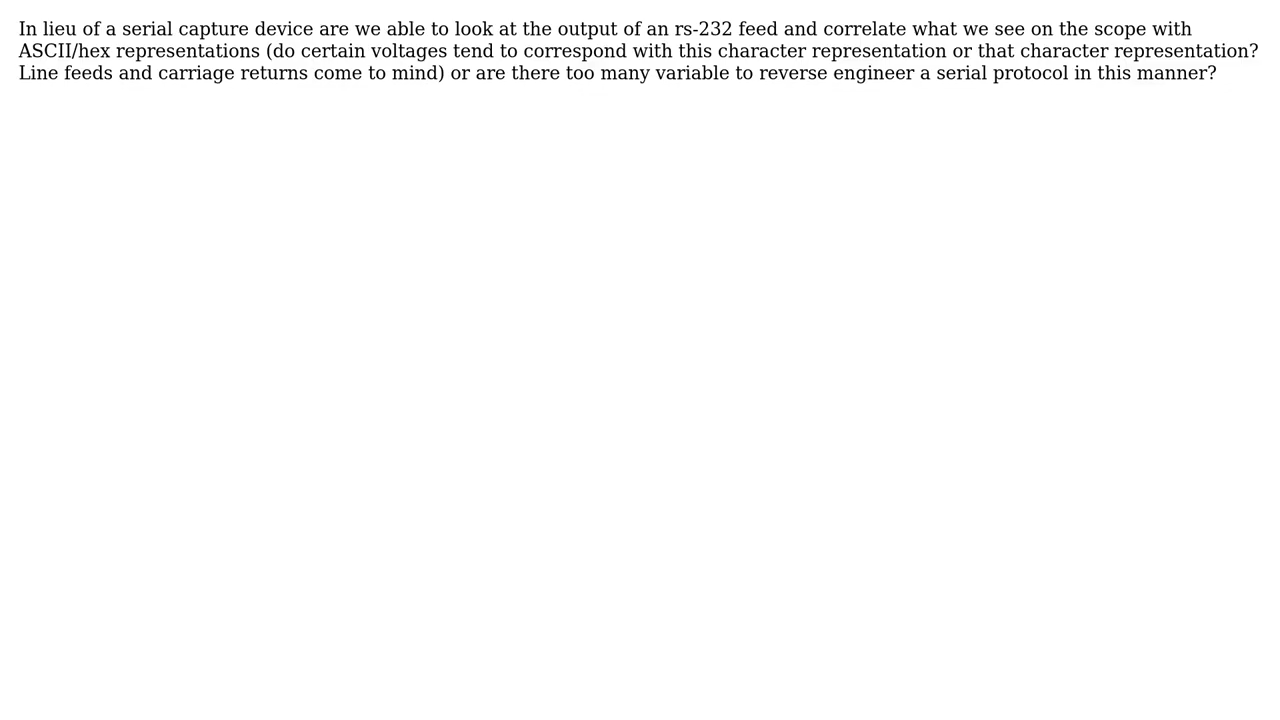 In lieu of a serial capture device are we able to look at the output of an rs-232 feed and correlate what we see on the scope with
ASCII/hex representations (do certain voltages tend to correspond with this character representation or that character representation?
Line feeds and carriage returns come to mind) or are there too many variable to reverse engineer a serial protocol in this manner?